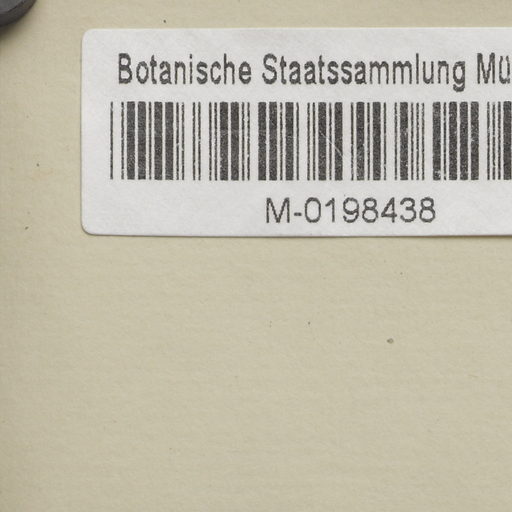 Botanische Staatssammlung Mü
M-0198438